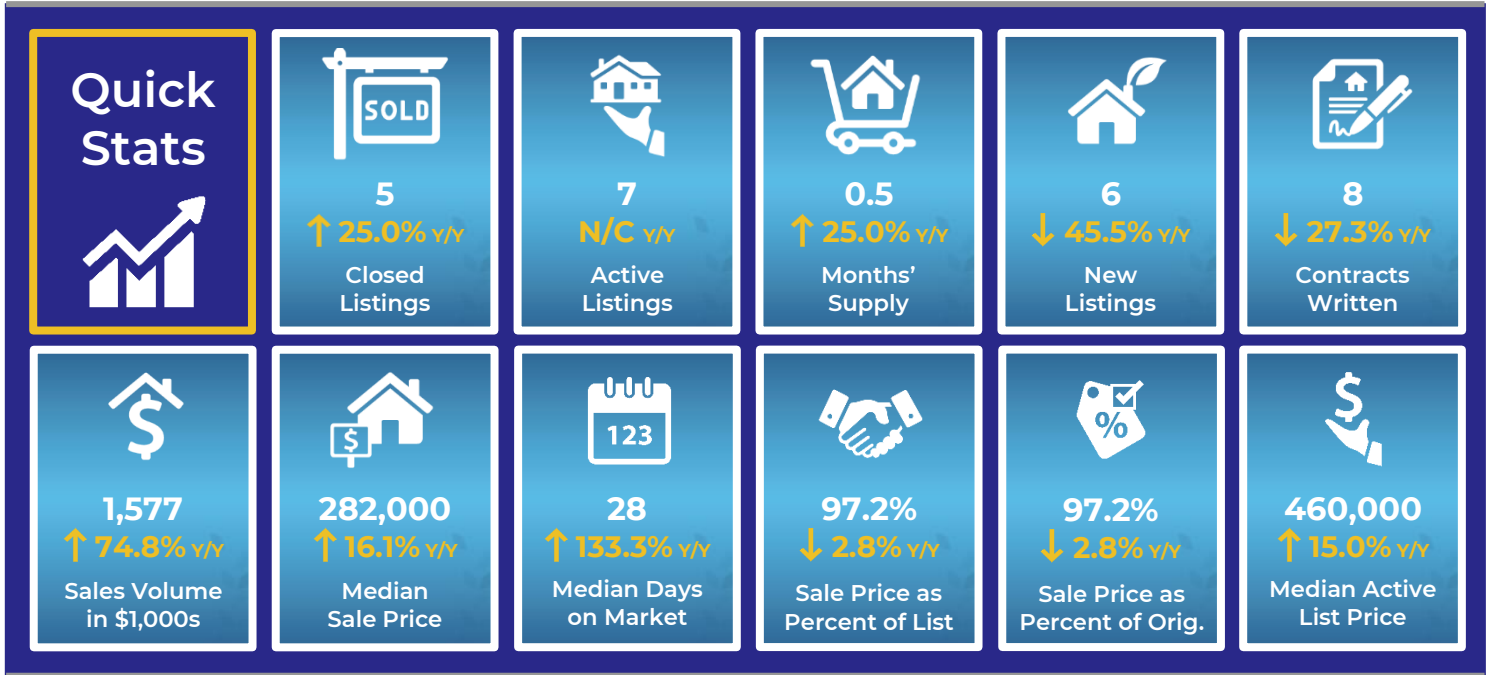 Quick
Stats
SOLD
5
↑ 25.0% Y/Y
Closed
Listings
7
N/C Y/Y
Active
Listings
0.5
↑ 25.0% Y/Y
Months’
Supply
6
↓ 45.5% Y/Y
New
Listings
8
↓ 27.3% Y/Y
Contracts
Written
$
1,577
↑ 74.8% Y/Y
Sales Volume
in $1,000s
$
282,000
↑ 16.1% Y/Y
Median
Sale Price
123
28
↑ 133.3% Y/Y
Median Days
on Market
97.2%
↓ 2.8% Y/Y
Sale Price as
Percent of List
%
97.2%
↓ 2.8% Y/Y
Sale Price as
Percent of Orig.
$
460,000
↑ 15.0% Y/Y
Median Active
List Price